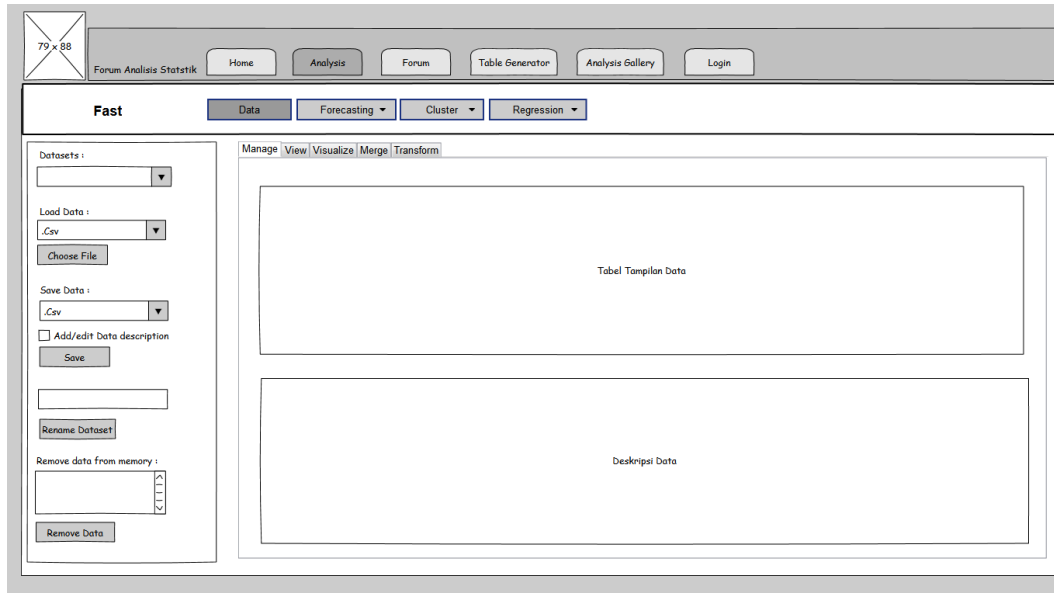 79 x 88
Forum Analisis Statstik
Home
Analysis
Forum
Table Generator
Analysis Gallery
Login
Fast
Data
Forecasting
Cluster
Regression
Datasets :
Load Data :
.Csv
Choose File
Save Data :
.Csv
Add/edit Data description
Save
Rename Dataset
Remove data from memory :
Remove Data
Manage View Visualize Merge Transform
Tabel Tampilan Data
Deskripsi Data